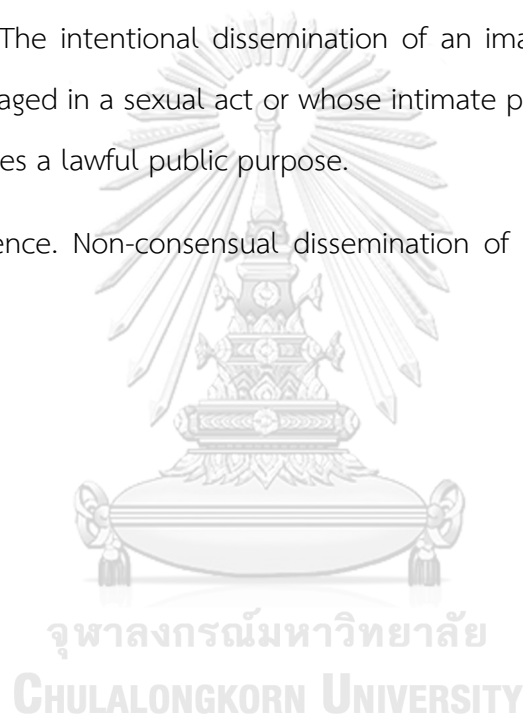 The intentional dissemination of an ima
aged in a sexual act or whose intimate p
es a lawful public purpose.
ence. Non-consensual dissemination of
จุฬาลงกรณ์มหาวิทยาลัย
CHULALONGKORN UNIVERSITY